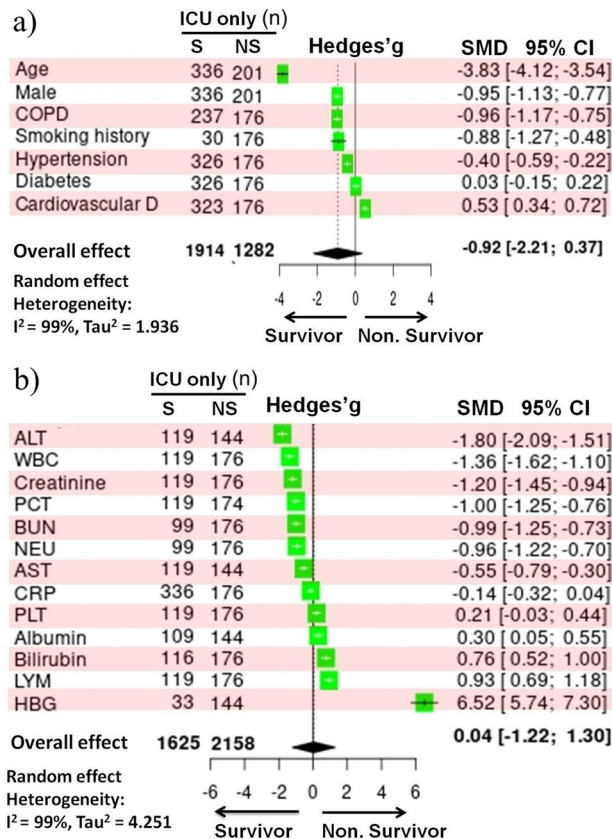 a)
ICU only (n)
S NS Hedges'g SMD 95% CI
Age 336 201 -3.83 [-4.12; -3.54]
Male 336 201 -0.95 [-1.13; -0.77]
COPD 237 176 -0.96 [-1.17; -0.75]
Smoking history 30 176 -0.88 [-1.27; -0.48]
Hypertension 326 176 -0.40 [-0.59; -0.22]
Diabetes 326 176 0.03 [-0.15; 0.22]
Cardiovascular D 323 176 0.53 [ 0.34; 0.72]
Overall effect 1914 1282 -0.92 [-2.21; 0.37]
Random effect
Heterogeneity:
I² = 99%, Tau² = 1.936
-4 -2 0 2 4
Survivor Non. Survivor
b)
ICU only (n)
S NS Hedges'g SMD 95% CI
ALT 119 144 -1.80 [-2.09; -1.51]
WBC 119 176 -1.36 [-1.62; -1.10]
Creatinine 119 176 -1.20 [-1.45; -0.94]
PCT 119 174 -1.00 [-1.25; -0.76]
BUN 99 176 -0.99 [-1.25; -0.73]
NEU 99 176 -0.96 [-1.22; -0.70]
AST 119 144 -0.55 [-0.79; -0.30]
CRP 336 176 -0.14 [-0.32; 0.04]
PLT 119 176 0.21 [-0.03; 0.44]
Albumin 109 144 0.30 [ 0.05; 0.55]
Bilirubin 116 176 0.76 [ 0.52; 1.00]
LYM 119 176 0.93 [ 0.69; 1.18]
HBG 33 144 6.52 [ 5.74; 7.30]
Overall effect 1625 2158 0.04 [-1.22; 1.30]
Random effect
Heterogeneity:
I² = 99%, Tau² = 4.251
-6 -4 -2 0 2 4 6
Survivor Non. Survivor